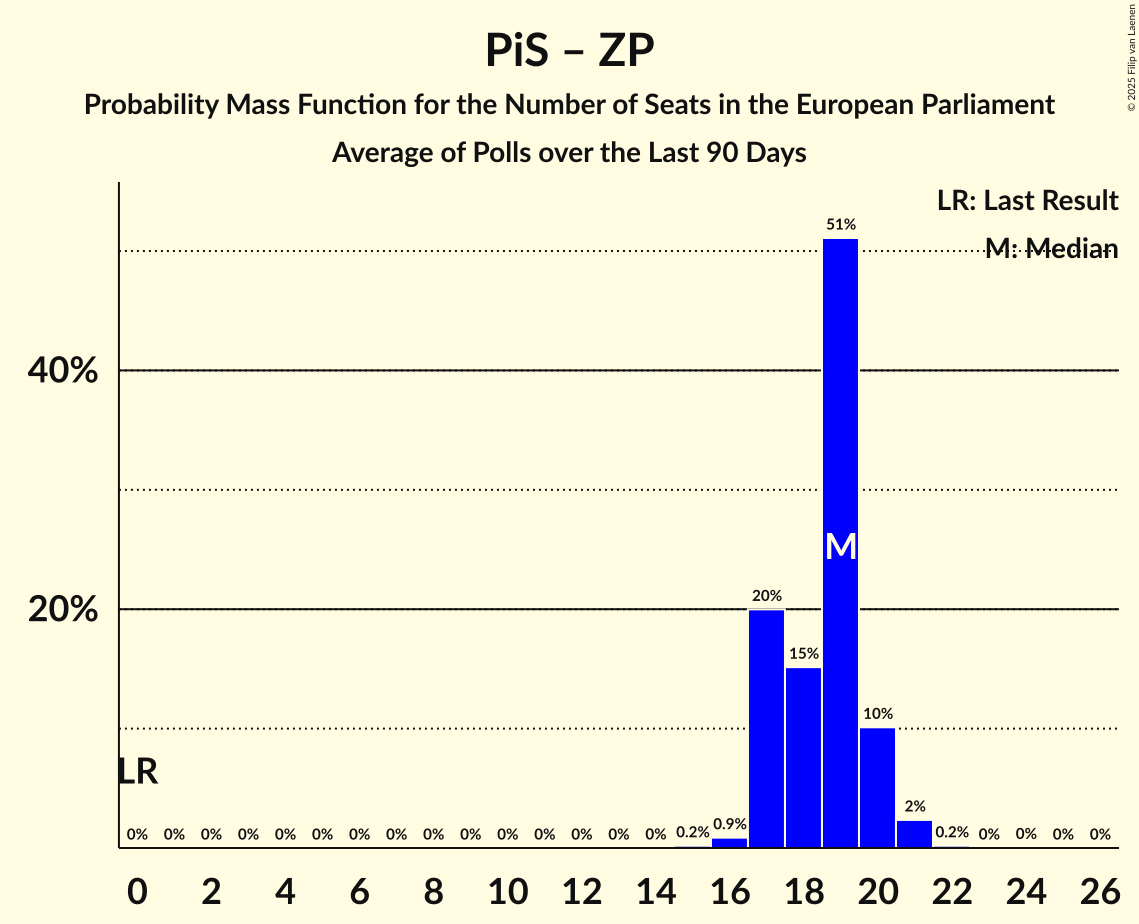 PiS – ZP
Probability Mass Function for the Number of Seats in the European Parliament
Average of Polls over the Last 90 Days
© 2025 Filip van Laenen
LR: Last Result
M: Median
40%
20%
LR
M
0% 0% 0% 0% 0% 0% 0% 0% 0% 0% 0% 0% 0% 0% 0% 0.2% 0.9% 20% 15% 51% 10% 2% 0.2% 0% 0% 0% 0%
0 2 4 6 8 10 12 14 16 18 20 22 24 26